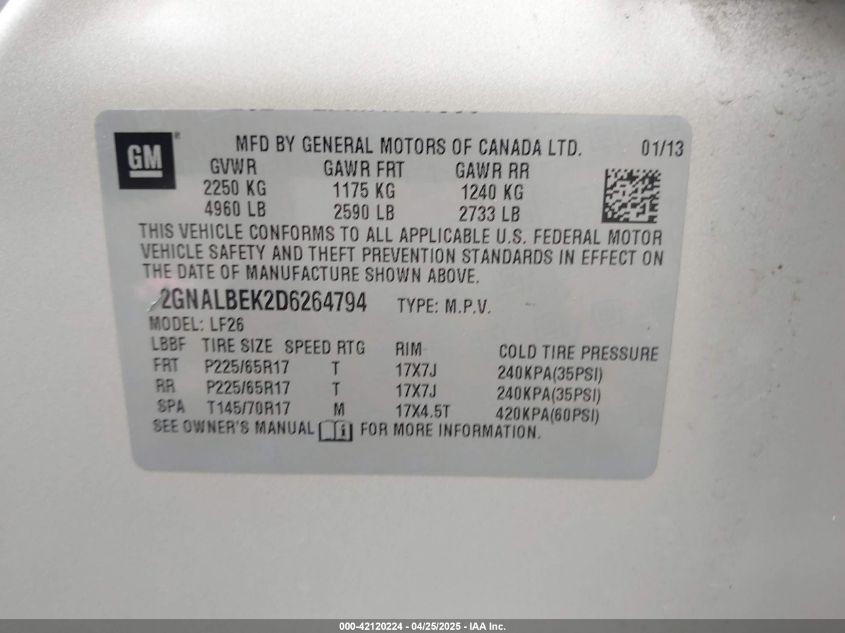 GM ®
MFD BY GENERAL MOTORS OF CANADA LTD. 01/13
GVWR GAWR FRT GAWR RR
2250 KG 1175 KG 1240 KG
4960 LB 2590 LB 2733 LB
THIS VEHICLE CONFORMS TO ALL APPLICABLE U.S. FEDERAL MOTOR
VEHICLE SAFETY AND THEFT PREVENTION STANDARDS IN EFFECT ON
THE DATE OF MANUFACTURE SHOWN ABOVE.
2GNALBEK2D6264794 TYPE: M.P.V.
MODEL: LF26
LBBF TIRE SIZE SPEED RTG RIM COLD TIRE PRESSURE
FRT P225/65R17 T 17X7J 240KPA(35PSI)
RR P225/65R17 T 17X7J 240KPA(35PSI)
SPA T145/70R17 M 17X4.5T 420KPA(60PSI)
SEE OWNER'S MANUAL FOR MORE INFORMATION.
000-42120224 - 04/25/2025 - IAA Inc.